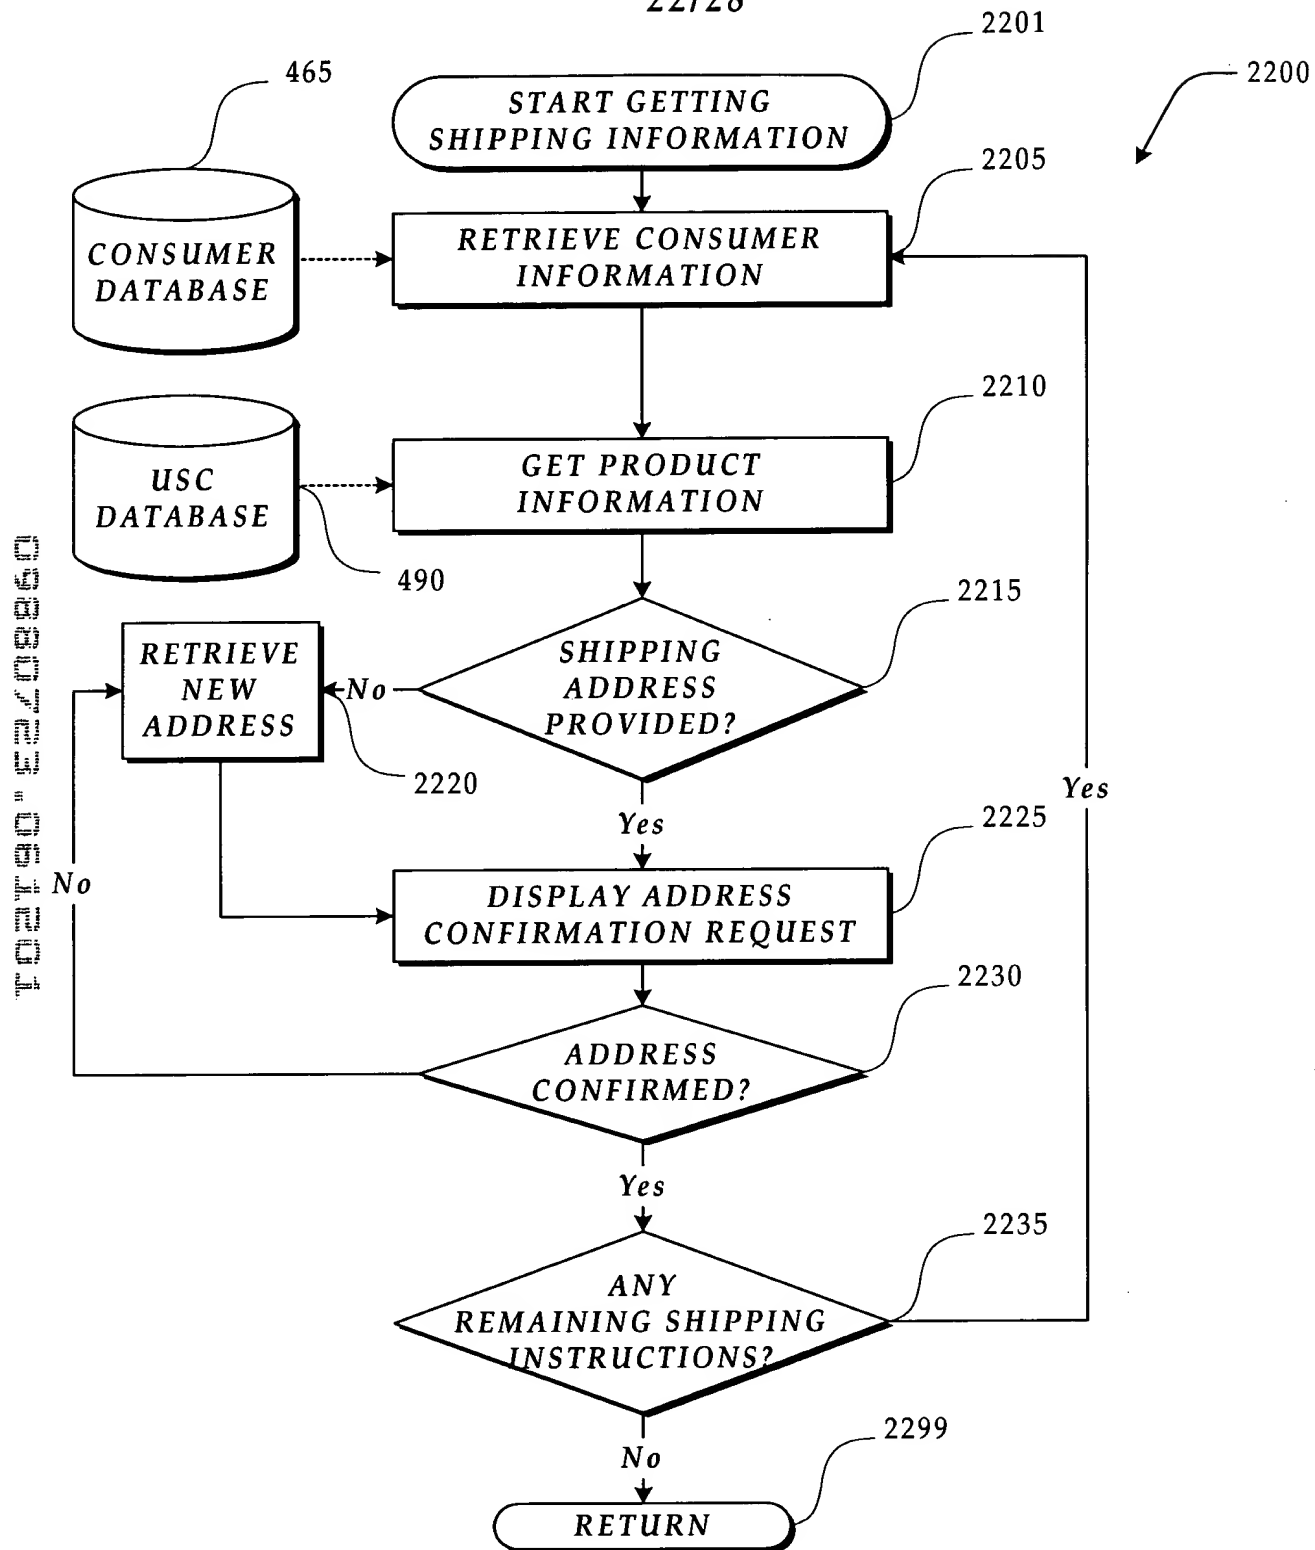 22/28
2201
2200
465
START GETTING
SHIPPING INFORMATION
2205
CONSUMER
DATABASE
RETRIEVE CONSUMER
INFORMATION
2210
USC
DATABASE
GET PRODUCT
INFORMATION
490
2215
RETRIEVE
NEW
ADDRESS
No
SHIPPING
ADDRESS
PROVIDED?
2220
Yes
Yes
2225
No
DISPLAY ADDRESS
CONFIRMATION REQUEST
2230
ADDRESS
CONFIRMED?
Yes
2235
ANY
REMAINING SHIPPING
INSTRUCTIONS?
2299
No
RETURN
09880723.061201